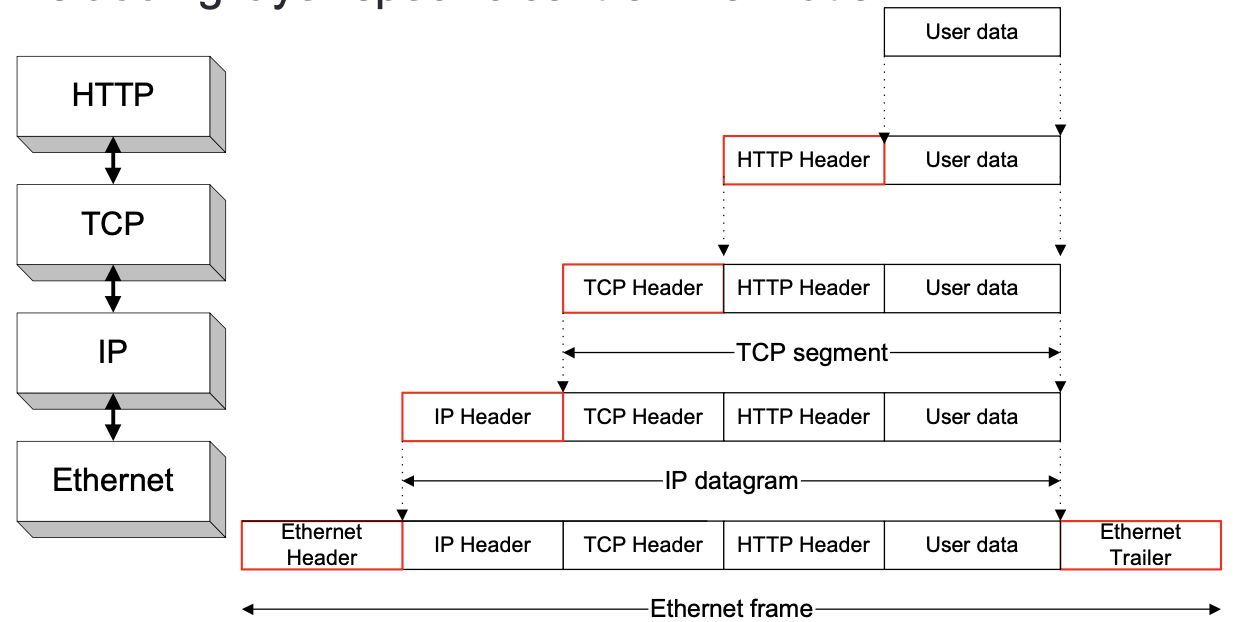 User data
HTTP
HTTP Header User data
TCP
TCP Header HTTP Header User data
TCP segment
IP
IP Header TCP Header HTTP Header User data
IP datagram
Ethernet
Ethernet
Header IP Header TCP Header HTTP Header User data Ethernet
Trailer
Ethernet frame